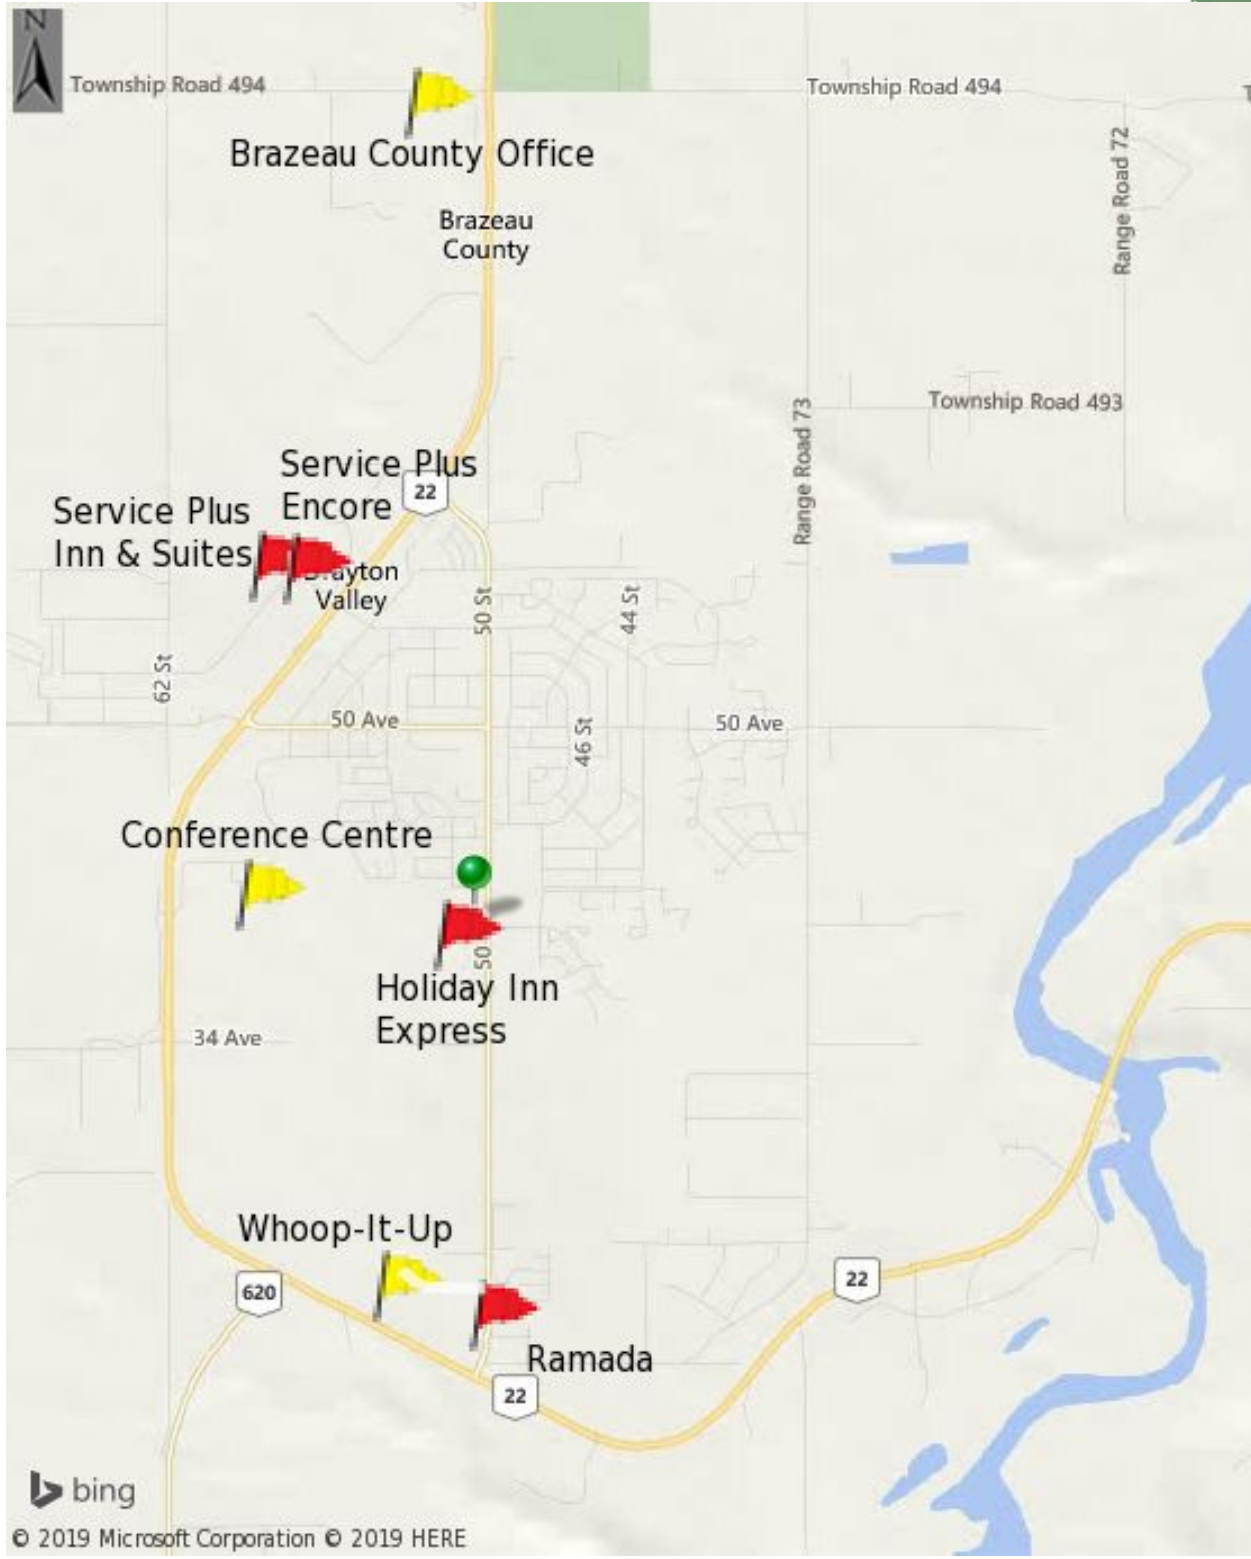 N
Township Road 494
Township Road 494
Brazeau County Office
Range Road 72
Brazeau
County
Township Road 493
Range Road 73
Service Plus
Encore
22
Service Plus
Inn & Suites
Drayton
Valley
50 St
44 St
62 St
50 Ave
46 St
50 Ave
Conference Centre
50
Holiday Inn
Express
34 Ave
Whoop-It-Up
620
22
Ramada
22
bing
© 2019 Microsoft Corporation © 2019 HERE